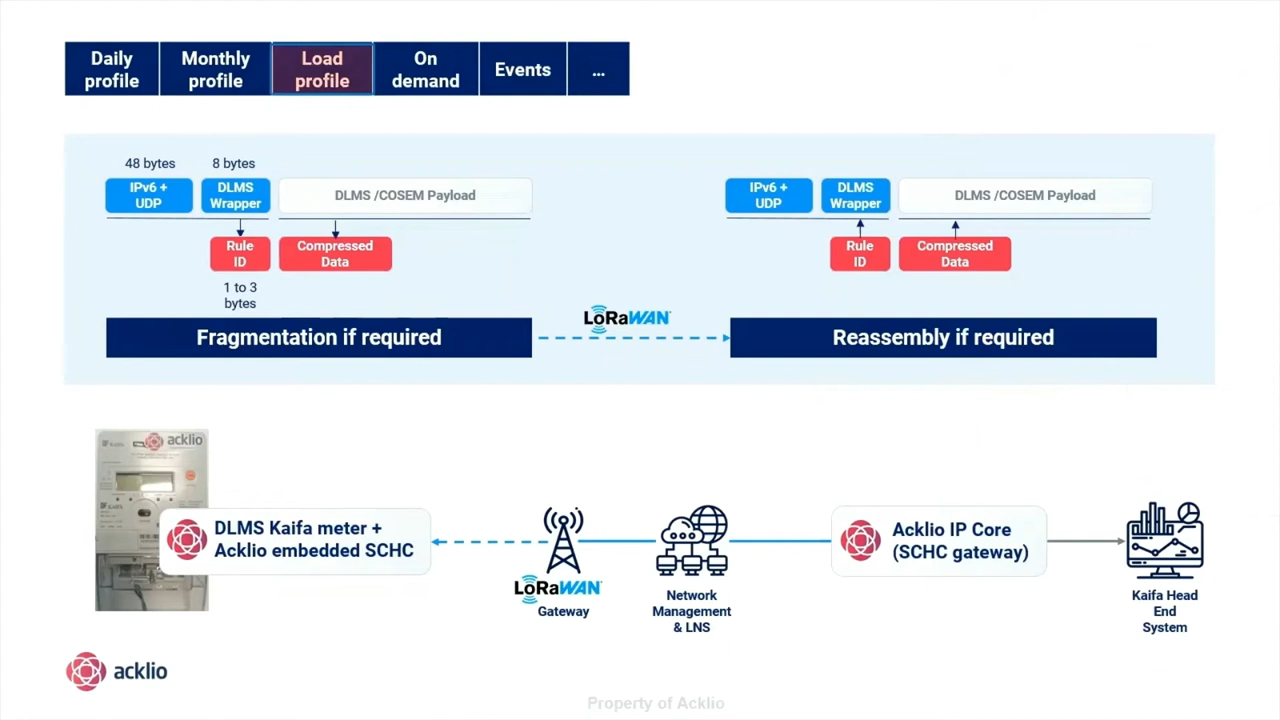 Daily profile
Monthly profile
Load profile
On demand
Events
...
48 bytes
8 bytes
IPv6 + UDP
DLMS Wrapper
DLMS /COSEM Payload
Rule ID
Compressed Data
1 to 3 bytes
Fragmentation if required
LoRaWAN
IPv6 + UDP
DLMS Wrapper
DLMS /COSEM Payload
Rule ID
Compressed Data
Reassembly if required
acklio
DLMS Kaifa meter +
Acklio embedded SCHC
LoRaWAN
Gateway
Network
Management
& LNS
Acklio IP Core
(SCHC gateway)
Kaifa Head
End
System
acklio
Property of Acklio